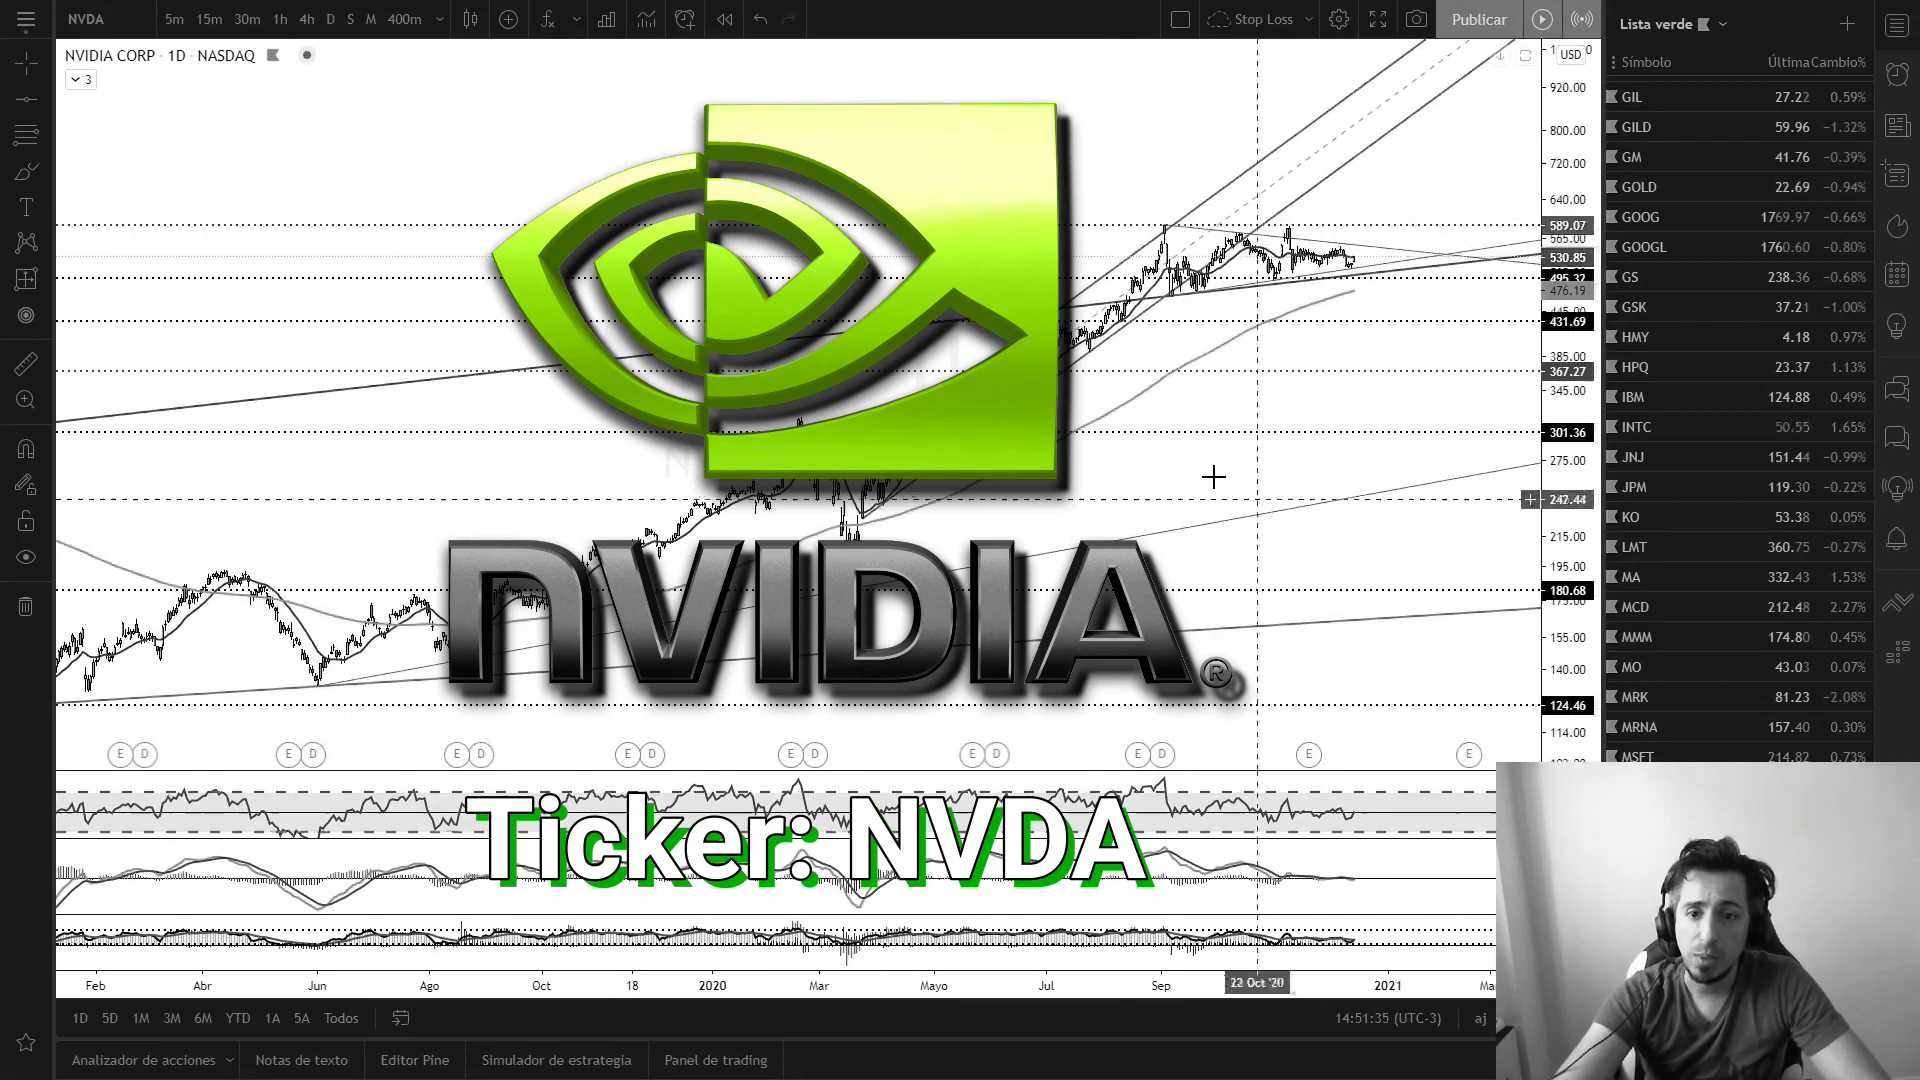 NVDA
5m 15m 30m 1h 4h D S M 400m
Stop Loss
Publicar
Lista verde
NVIDIA CORP · 1D · NASDAQ
3
USD
Símbolo Última Cambio%
GIL 27.22 0.59%
GILD 59.96 −1.32%
GM 41.76 −0.39%
GOLD 22.69 −0.94%
GOOG 1769.97 −0.66%
GOOGL 1760.60 −0.80%
GS 238.36 −0.68%
GSK 37.21 −1.00%
HMY 4.18 0.97%
HPQ 23.37 1.13%
IBM 124.88 0.49%
INTC 50.55 1.65%
JNJ 151.44 −0.99%
JPM 119.30 −0.22%
KO 53.38 0.05%
LMT 360.75 −0.27%
MA 332.43 1.53%
MCD 212.48 2.27%
MMM 174.80 0.45%
MO 43.03 0.07%
MRK 81.23 −2.08%
MRNA 157.40 0.30%
MSFT 214.82 0.73%
920.00
800.00
720.00
640.00
589.07
565.00
530.85
495.32
476.19
431.69
385.00
367.27
345.00
301.36
275.00
242.44
215.00
195.00
180.68
155.00
140.00
124.46
114.00
NVIDIA®
E D E D E D E D E D E D E D E E
Ticker: NVDA
Feb Abr Jun Ago Oct 18 2020 Mar Mayo Jul Sep 22 Oct '20 2021
1D 5D 1M 3M 6M YTD 1A 5A Todos
14:51:35 (UTC-3)
Analizador de acciones Notas de texto Editor Pine Simulador de estrategia Panel de trading